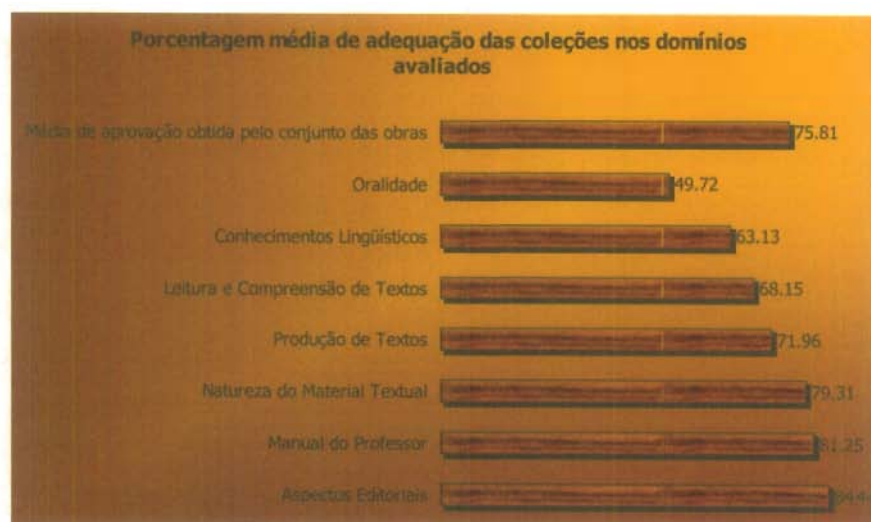 Porcentagem média de adequação das coleções nos domínios
avaliados
Média de aprovação obtida pelo conjunto das obras 75.81
Oralidade 49.72
Conhecimentos Lingüísticos 63.13
Leitura e Compreensão de Textos 68.15
Produção de Textos 71.96
Natureza do Material Textual 79.31
Manual do Professor 81.25
Aspectos Editoriais